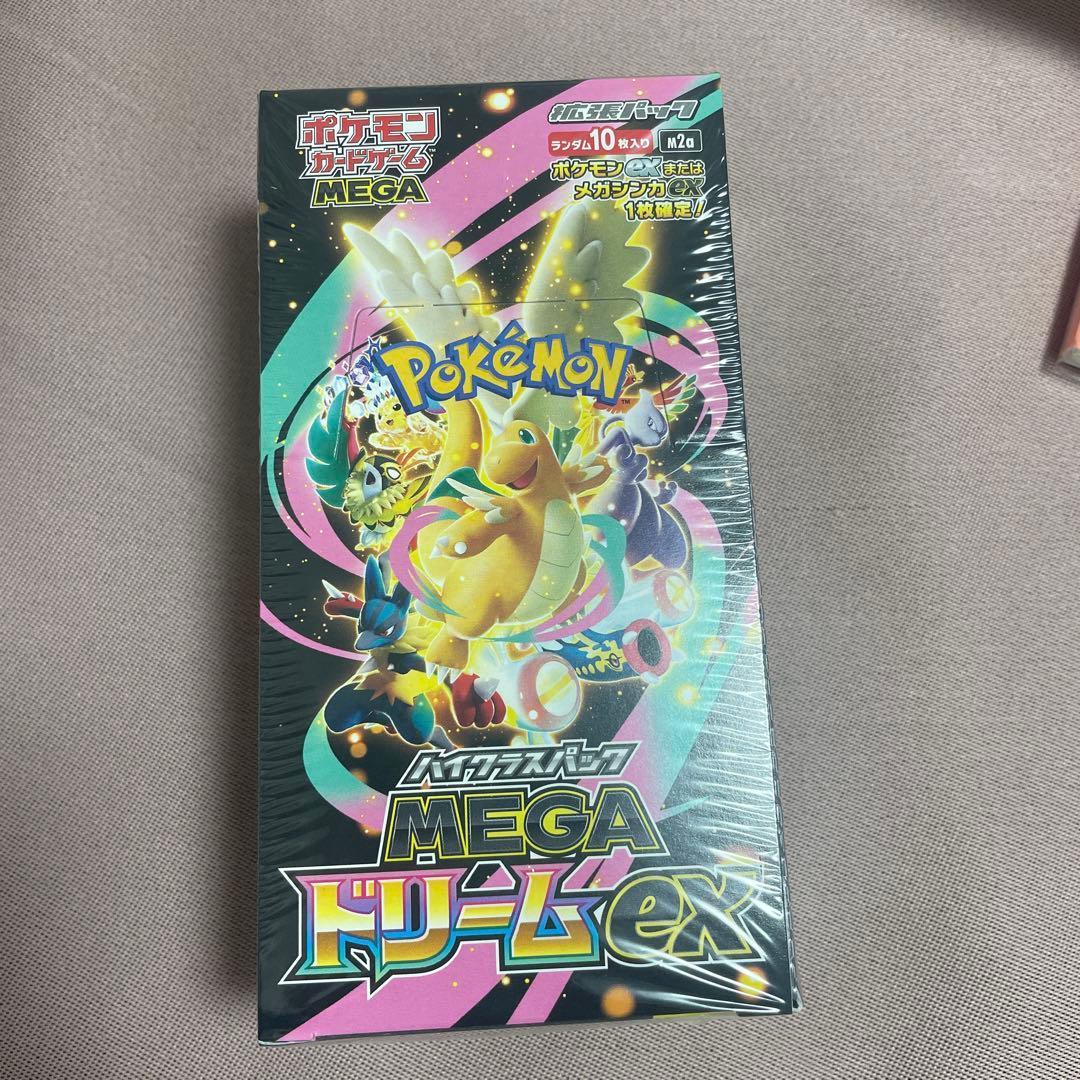 ポケモン
カードゲーム™
MEGA
拡張パック
ランダム10枚入り M2a
ポケモンexまたは
メガシンカex
1枚確定!
POKéMON™
ハイクラスパック
MEGA
ドリームex